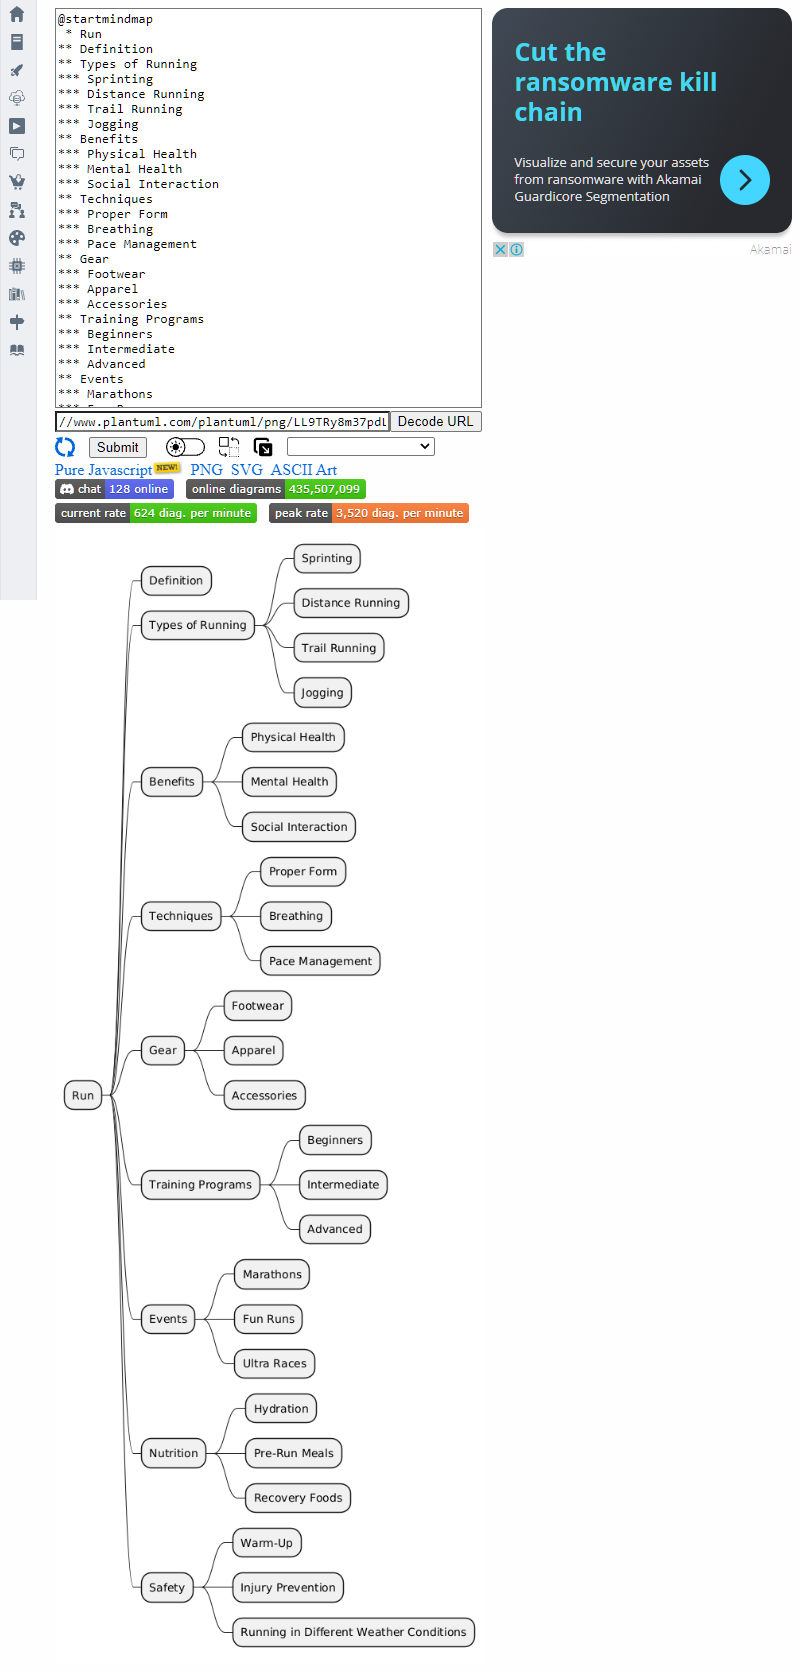 @startmindmap
* Run
** Definition
** Types of Running
*** Sprinting
*** Distance Running
*** Trail Running
*** Jogging
** Benefits
*** Physical Health
*** Mental Health
*** Social Interaction
** Techniques
*** Proper Form
*** Breathing
*** Pace Management
** Gear
*** Footwear
*** Apparel
*** Accessories
** Training Programs
*** Beginners
*** Intermediate
*** Advanced
** Events
*** Marathons
Cut the
ransomware kill
chain
Visualize and secure your assets
from ransomware with Akamai
Guardicore Segmentation
Akamai
//www.plantuml.com/plantuml/png/LL9TRy8m37pdL Decode URL
Submit
Pure Javascript NEW! PNG SVG ASCII Art
chat 128 online online diagrams 435,507,099
current rate 624 diag. per minute peak rate 3,520 diag. per minute
Sprinting
Definition
Distance Running
Types of Running
Trail Running
Jogging
Physical Health
Benefits
Mental Health
Social Interaction
Proper Form
Techniques
Breathing
Pace Management
Footwear
Gear
Apparel
Run
Accessories
Beginners
Training Programs
Intermediate
Advanced
Marathons
Events
Fun Runs
Ultra Races
Hydration
Nutrition
Pre-Run Meals
Recovery Foods
Warm-Up
Safety
Injury Prevention
Running in Different Weather Conditions